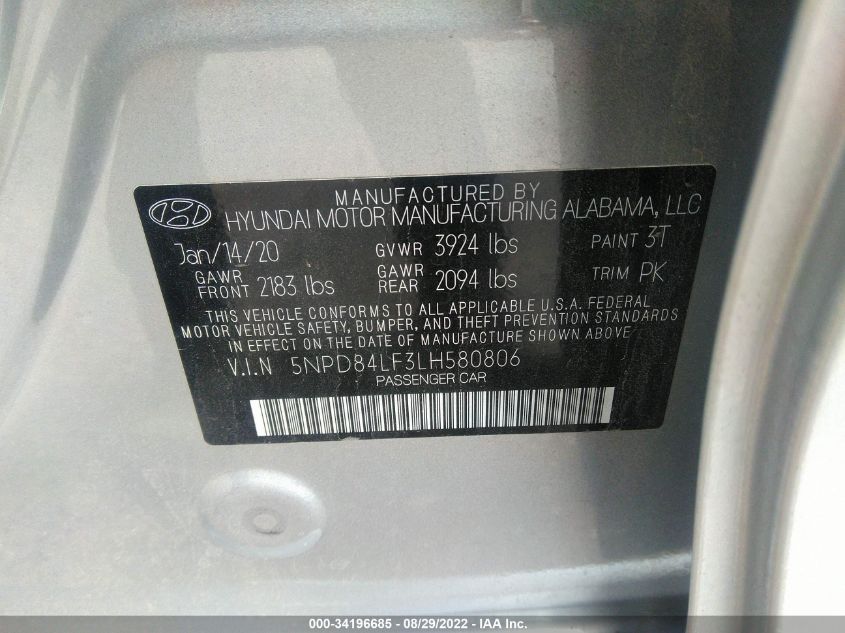 MANUFACTURED BY
HYUNDAI MOTOR MANUFACTURING ALABAMA, LLC
Jan/14/20 GVWR 3924 lbs PAINT 3T
GAWR FRONT 2183 lbs GAWR REAR 2094 lbs TRIM PK
THIS VEHICLE CONFORMS TO ALL APPLICABLE U.S.A. FEDERAL
MOTOR VEHICLE SAFETY, BUMPER, AND THEFT PREVENTION STANDARDS
IN EFFECT ON THE DATE OF MANUFACTURE SHOWN ABOVE
V.I.N 5NPD84LF3LH580806
PASSENGER CAR
000-34196685 - 08/29/2022 - IAA Inc.